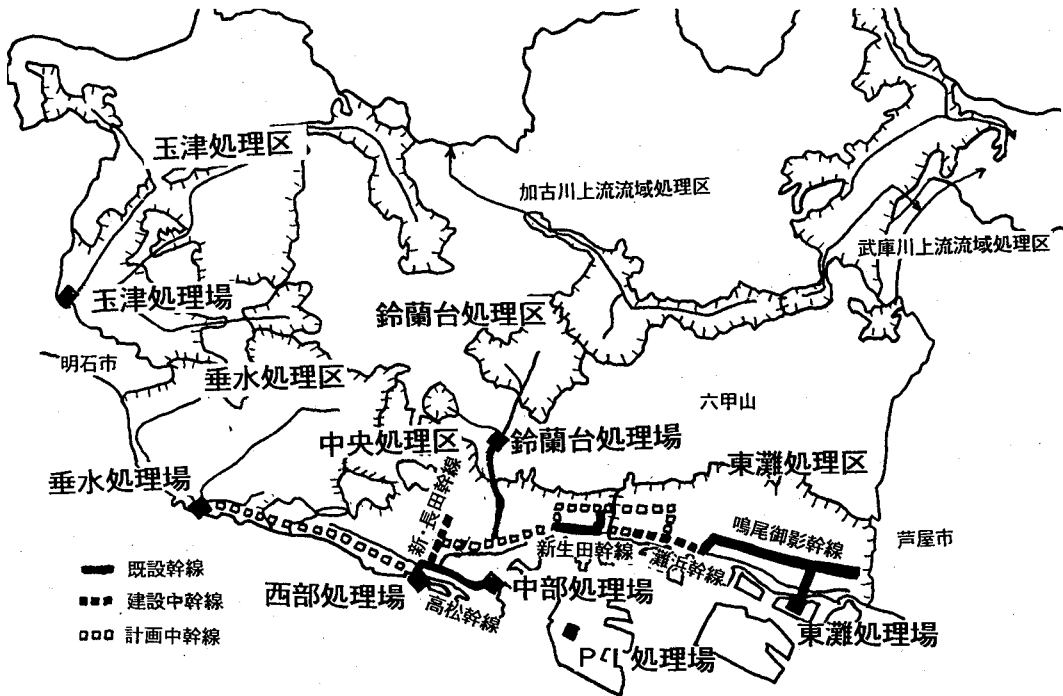 玉津処理区
加古川上流流域処理区
武庫川上流流域処理区
玉津処理場
鈴蘭台処理区
明石市
垂水処理区
六甲山
中央処理区
鈴蘭台処理場
東灘処理区
垂水処理場
新・長田幹線
新生田幹線
灘浜幹線
鳴尾御影幹線
芦屋市
既設幹線
建設中幹線
計画中幹線
西部処理場
高松幹線
中部処理場
東灘処理場
P.I.処理場